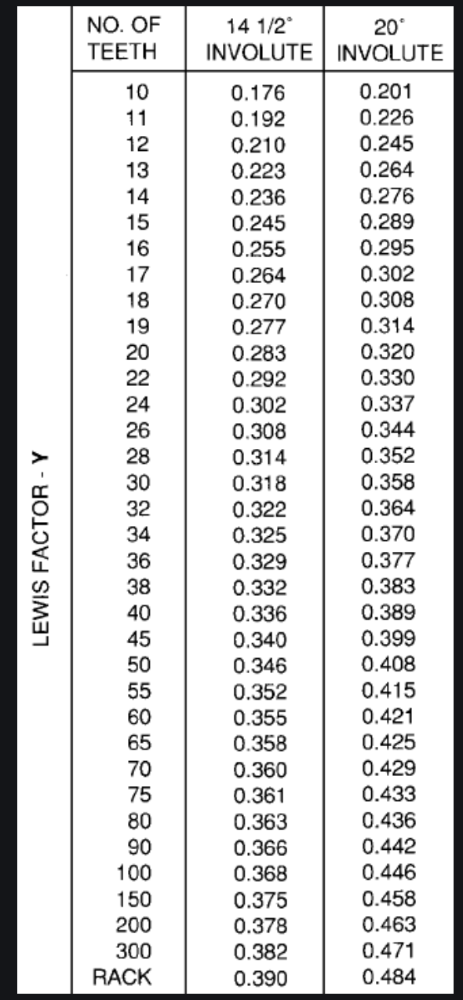 LEWIS FACTOR - Y
NO. OF TEETH 14 1/2° INVOLUTE 20° INVOLUTE
10 0.176 0.201
11 0.192 0.226
12 0.210 0.245
13 0.223 0.264
14 0.236 0.276
15 0.245 0.289
16 0.255 0.295
17 0.264 0.302
18 0.270 0.308
19 0.277 0.314
20 0.283 0.320
22 0.292 0.330
24 0.302 0.337
26 0.308 0.344
28 0.314 0.352
30 0.318 0.358
32 0.322 0.364
34 0.325 0.370
36 0.329 0.377
38 0.332 0.383
40 0.336 0.389
45 0.340 0.399
50 0.346 0.408
55 0.352 0.415
60 0.355 0.421
65 0.358 0.425
70 0.360 0.429
75 0.361 0.433
80 0.363 0.436
90 0.366 0.442
100 0.368 0.446
150 0.375 0.458
200 0.378 0.463
300 0.382 0.471
RACK 0.390 0.484